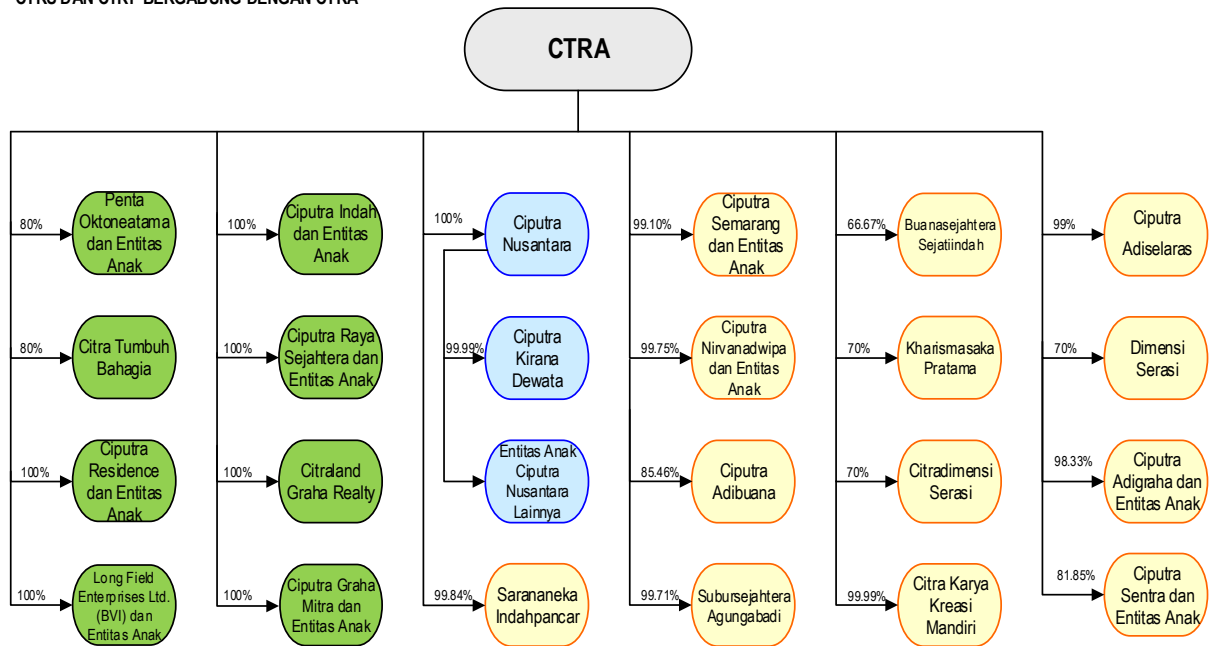 CTRS DAN CTRP BERGABUNG DENGAN CTRA
CTRA
80%
Penta
Oktoneatama
dan Entitas
Anak
80%
Citra Tumbuh
Bahagia
100%
Ciputra
Residence
dan Entitas
Anak
100%
Long Field
Enterprises Ltd.
(BVI) dan
Entitas Anak
100%
Ciputra Indah
dan Entitas
Anak
100%
Ciputra Raya
Sejahtera dan
Entitas Anak
100%
Citraland
Graha Realty
100%
Ciputra Graha
Mitra dan
Entitas Anak
100%
Ciputra
Nusantara
99.99%
Ciputra
Kirana
Dewata
Entitas Anak
Ciputra
Nusantara
Lainnya
99.84%
Sarananeka
Indahpancar
99.10%
Ciputra
Semarang
dan Entitas
Anak
99.75%
Ciputra
Nirvanadwipa
dan Entitas
Anak
85.46%
Ciputra
Adibuana
99.71%
Subursejahtera
Agungabadi
66.67%
Buanasejahtera
Sejatiindah
70%
Kharismasaka
Pratama
70%
Citradimensi
Serasi
99.99%
Citra Karya
Kreasi
Mandiri
99%
Ciputra
Adiselaras
70%
Dimensi
Serasi
98.33%
Ciputra
Adigraha dan
Entitas Anak
81.85%
Ciputra
Sentra dan
Entitas Anak